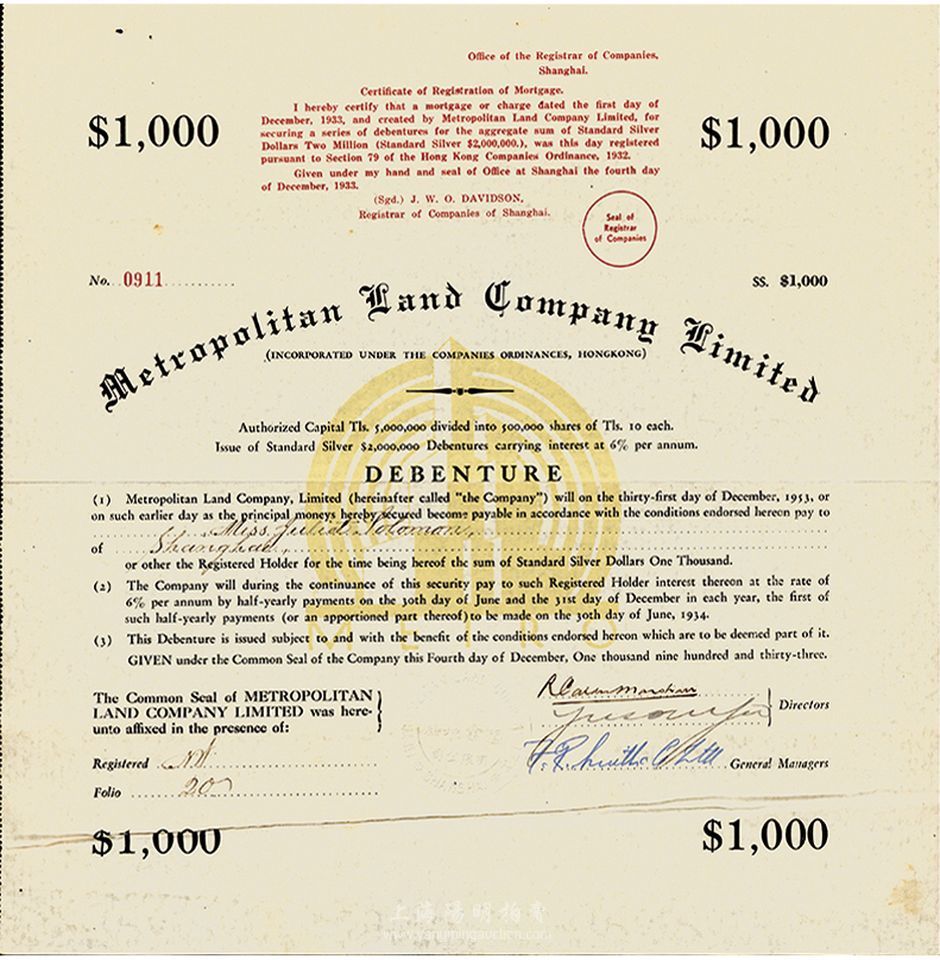 Office of the Registrar of Companies,
Shanghai.
Certificate of Registration of Mortgage.
I hereby certify that a mortgage or charge dated the first day of
December, 1933, and created by Metropolitan Land Company Limited, for
securing a series of debentures for the aggregate sum of Standard Silver
Dollars Two Million (Standard Silver $2,000,000.), was this day registered
pursuant to Section 79 of the Hong Kong Companies Ordinance, 1932.
Given under my hand and seal of Office at Shanghai the fourth day
of December, 1933.
(Sgd.) J. W. O. DAVIDSON,
Registrar of Companies of Shanghai.
Seal of
Registrar
of Companies
$1,000
$1,000
No. 0911
SS. $1,000
Metropolitan Land Company Limited
(INCORPORATED UNDER THE COMPANIES ORDINANCES, HONGKONG)
Authorized Capital Tls. 5,000,000 divided into 500,000 shares of Tls. 10 each.
Issue of Standard Silver $2,000,000 Debentures carrying interest at 6% per annum.
DEBENTURE
(1) Metropolitan Land Company, Limited (hereinafter called "the Company") will on the thirty-first day of December, 1953, or
on such earlier day as the principal moneys hereby secured become payable in accordance with the conditions endorsed hereon pay to
Miss Juliet Solomon,
of Shanghai,
or other the Registered Holder for the time being hereof the sum of Standard Silver Dollars One Thousand.
(2) The Company will during the continuance of this security pay to such Registered Holder interest thereon at the rate of
6% per annum by half-yearly payments on the 30th day of June and the 31st day of December in each year, the first of
such half-yearly payments (or an apportioned part thereof) to be made on the 30th day of June, 1934.
METRO
(3) This Debenture is issued subject to and with the benefit of the conditions endorsed hereon which are to be deemed part of it.
GIVEN under the Common Seal of the Company this Fourth day of December, One thousand nine hundred and thirty-three.
The Common Seal of METROPOLITAN
LAND COMPANY LIMITED was here-
unto affixed in the presence of:
Directors
Registered
General Managers
Folio 20
$1,000
$1,000
上海陽明拍賣
www.yangmingauction.com